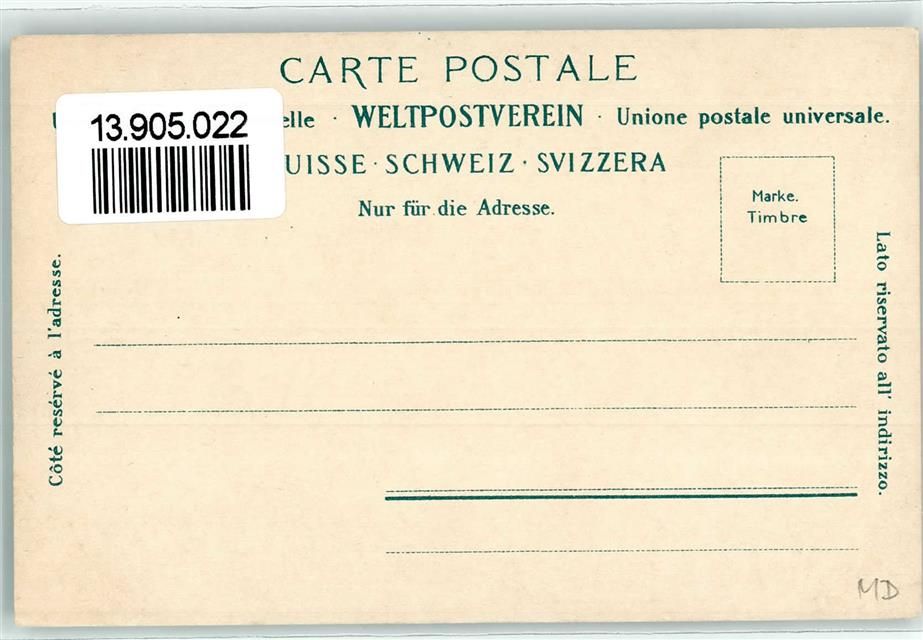 CARTE POSTALE
13.905.022
elle · WELTPOSTVEREIN · Unione postale universale.
UISSE · SCHWEIZ · SVIZZERA
Nur für die Adresse.
Marke.
Timbre
Côté resérvé à l'adresse.
Lato riservato all' indirizzo.
MD